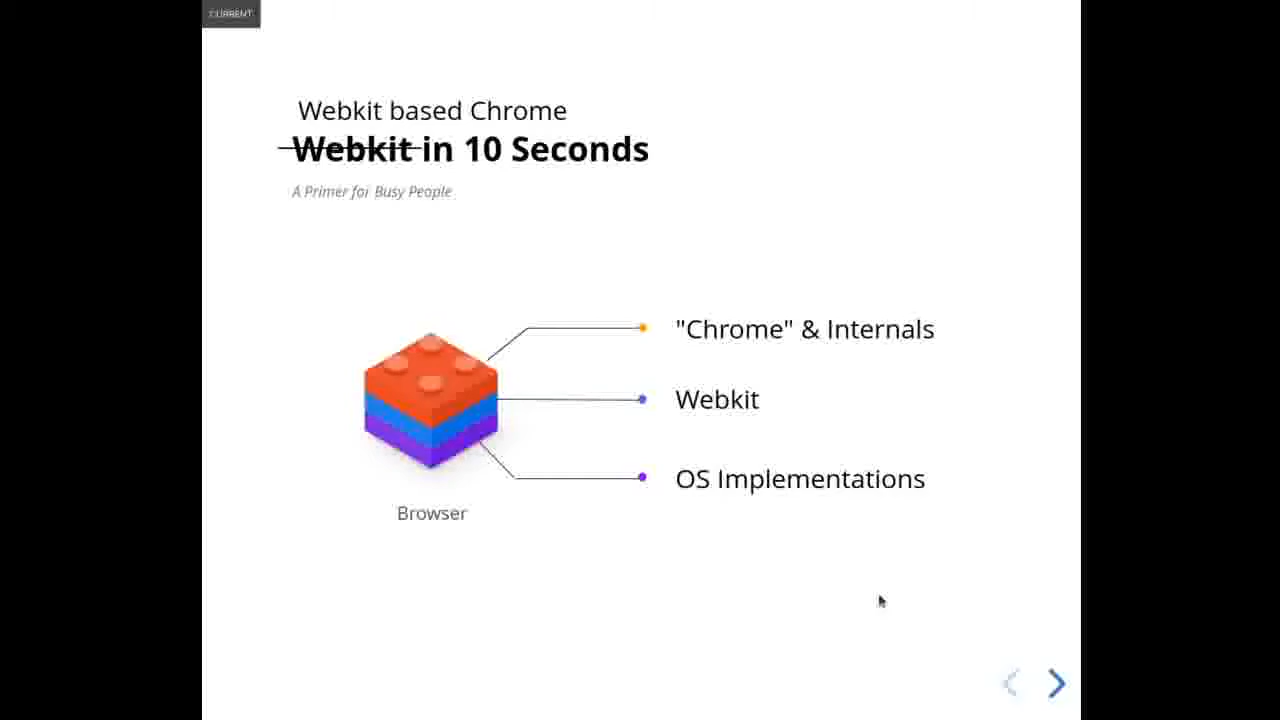 CURRENT
Webkit based Chrome
Webkit in 10 Seconds
A Primer for Busy People
"Chrome" & Internals
Webkit
OS Implementations
Browser